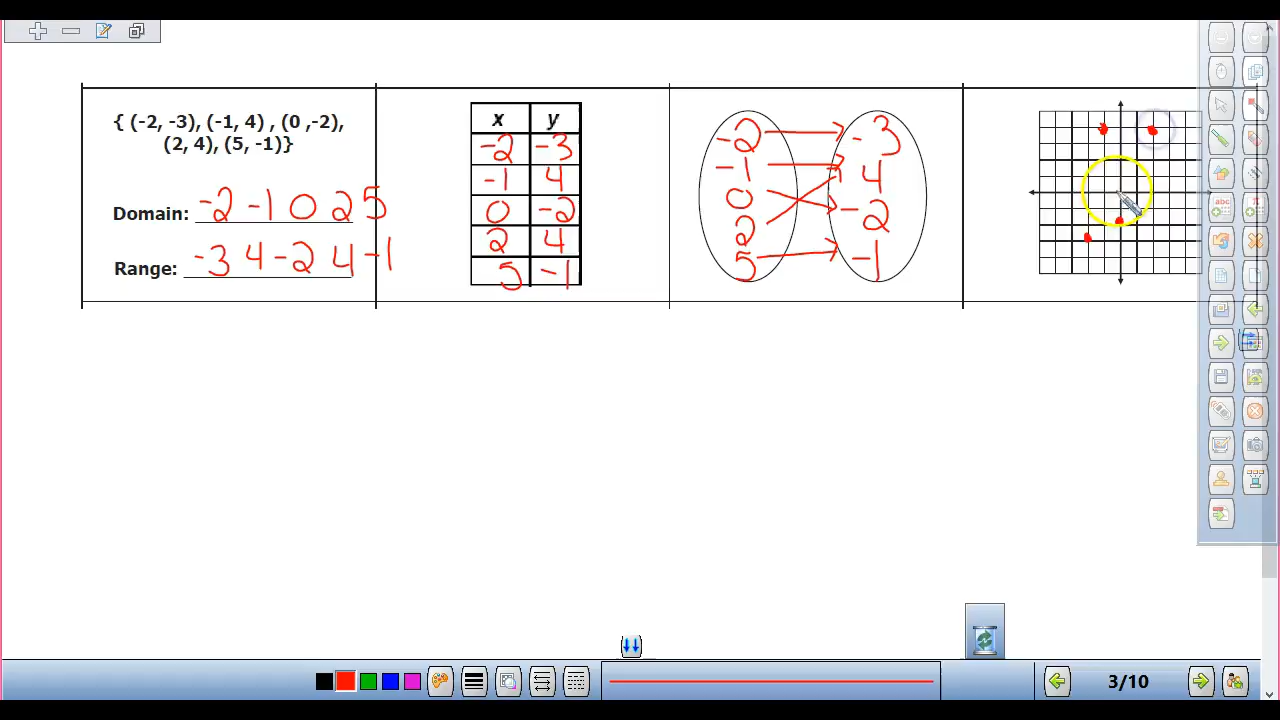 { (-2, -3), (-1, 4) , (0 ,-2),
(2, 4), (5, -1)}
Domain: -2 -1 0 2 5
Range: -3 4 -2 4 -1
x y
-2 -3
-1 4
0 -2
2 4
5 -1
-2 -3
-1 4
0 -2
2 -1
5
abc
π
3/10